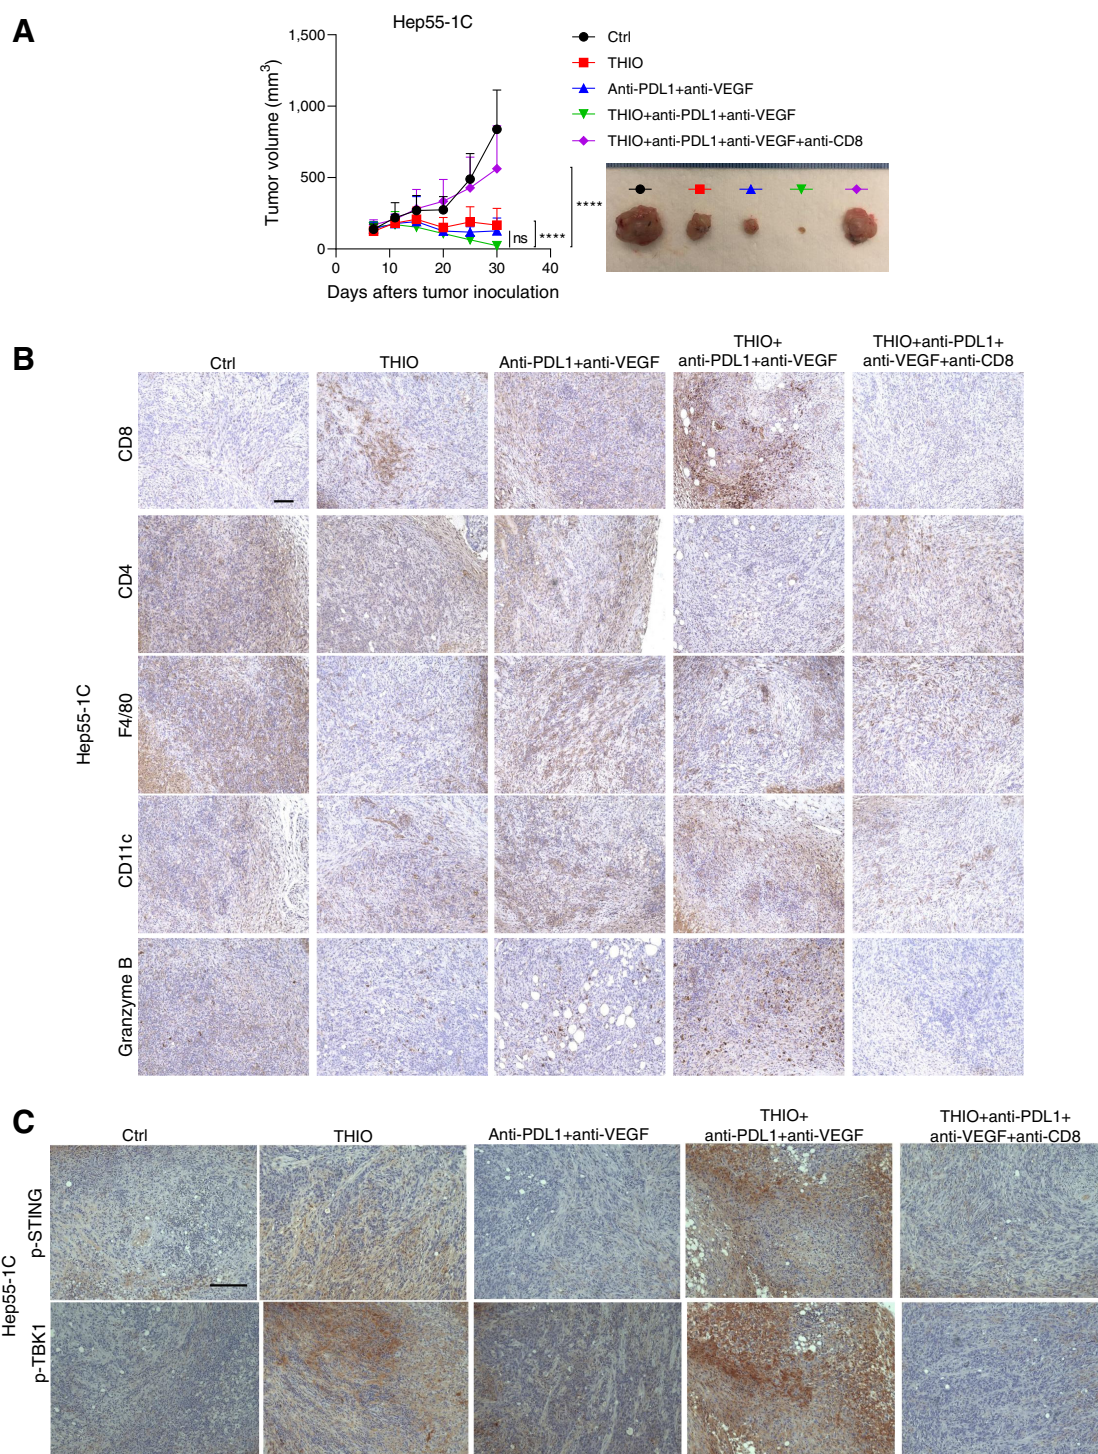 A
Hep55-1C
Tumor volume (mm³)
1,500
1,000
500
0
0
10
20
30
40
Days afters tumor inoculation
Ctrl
THIO
Anti-PDL1+anti-VEGF
THIO+anti-PDL1+anti-VEGF
THIO+anti-PDL1+anti-VEGF+anti-CD8
ns
****
****
B
Ctrl
THIO
Anti-PDL1+anti-VEGF
THIO+
anti-PDL1+anti-VEGF
THIO+anti-PDL1+
anti-VEGF+anti-CD8
Hep55-1C
CD8
CD4
F4/80
CD11c
Granzyme B
C
Ctrl
THIO
Anti-PDL1+anti-VEGF
THIO+
anti-PDL1+anti-VEGF
THIO+anti-PDL1+
anti-VEGF+anti-CD8
Hep55-1C
p-STING
p-TBK1